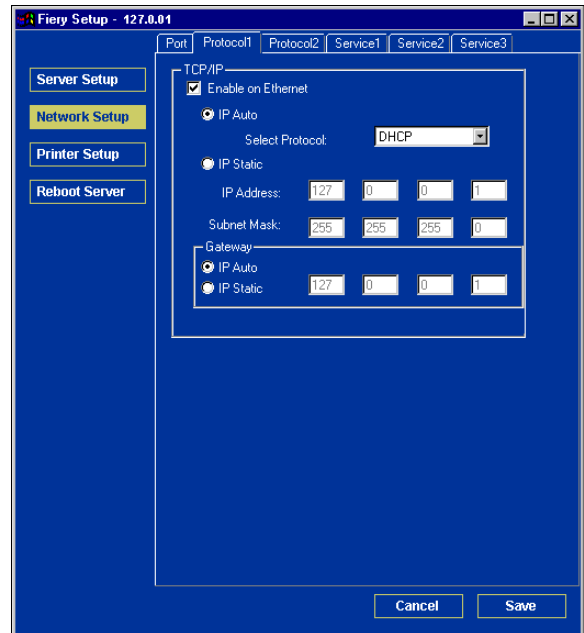 Fiery Setup - 127.0.01
Port Protocol1 Protocol2 Service1 Service2 Service3
Server Setup
Network Setup
Printer Setup
Reboot Server
TCP/IP
Enable on Ethernet
IP Auto
Select Protocol: DHCP
IP Static
IP Address: 127 0 0 1
Subnet Mask: 255 255 255 0
Gateway
IP Auto
IP Static 127 0 0 1
Cancel Save